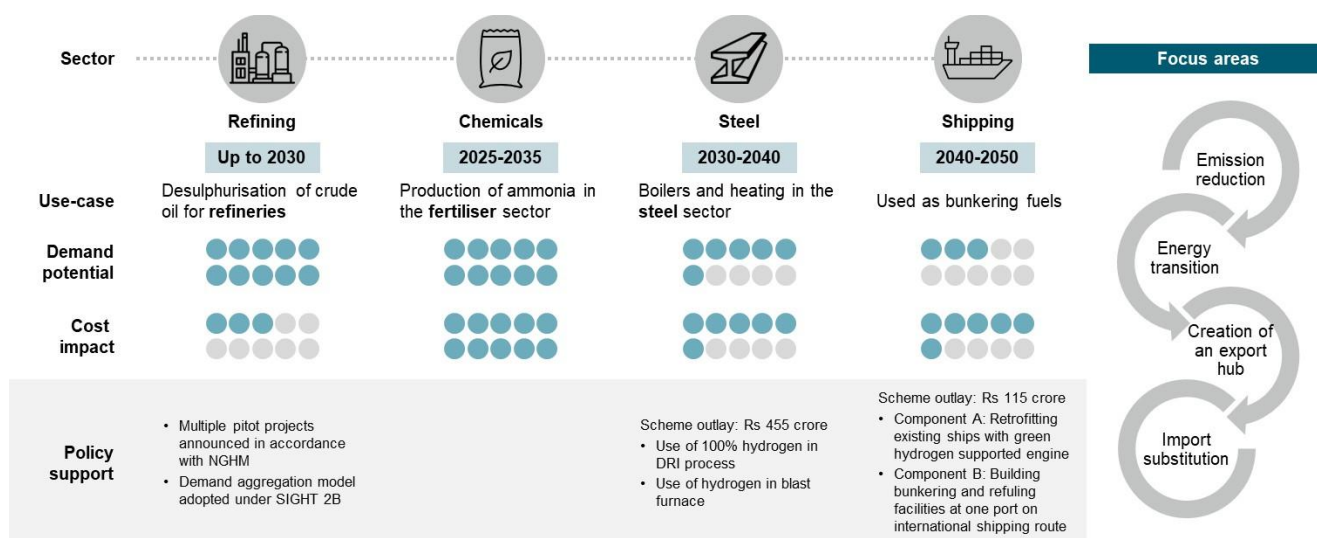 Sector
Focus areas
Refining
Chemicals
Steel
Shipping
Up to 2030
2025-2035
2030-2040
2040-2050
Use-case
Desulphurisation of crude
oil for refineries
Production of ammonia in
the fertiliser sector
Boilers and heating in the
steel sector
Used as bunkering fuels
Demand
potential
Cost
impact
Policy
support
• Multiple pitot projects
announced in accordance
with NGHM
• Demand aggregation model
adopted under SIGHT 2B
Scheme outlay: Rs 455 crore
• Use of 100% hydrogen in
DRI process
• Use of hydrogen in blast
furnace
Scheme outlay: Rs 115 crore
• Component A: Retrofitting
existing ships with green
hydrogen supported engine
• Component B: Building
bunkering and refuling
facilities at one port on
international shipping route
Emission
reduction
Energy
transition
Creation of
an export
hub
Import
substitution